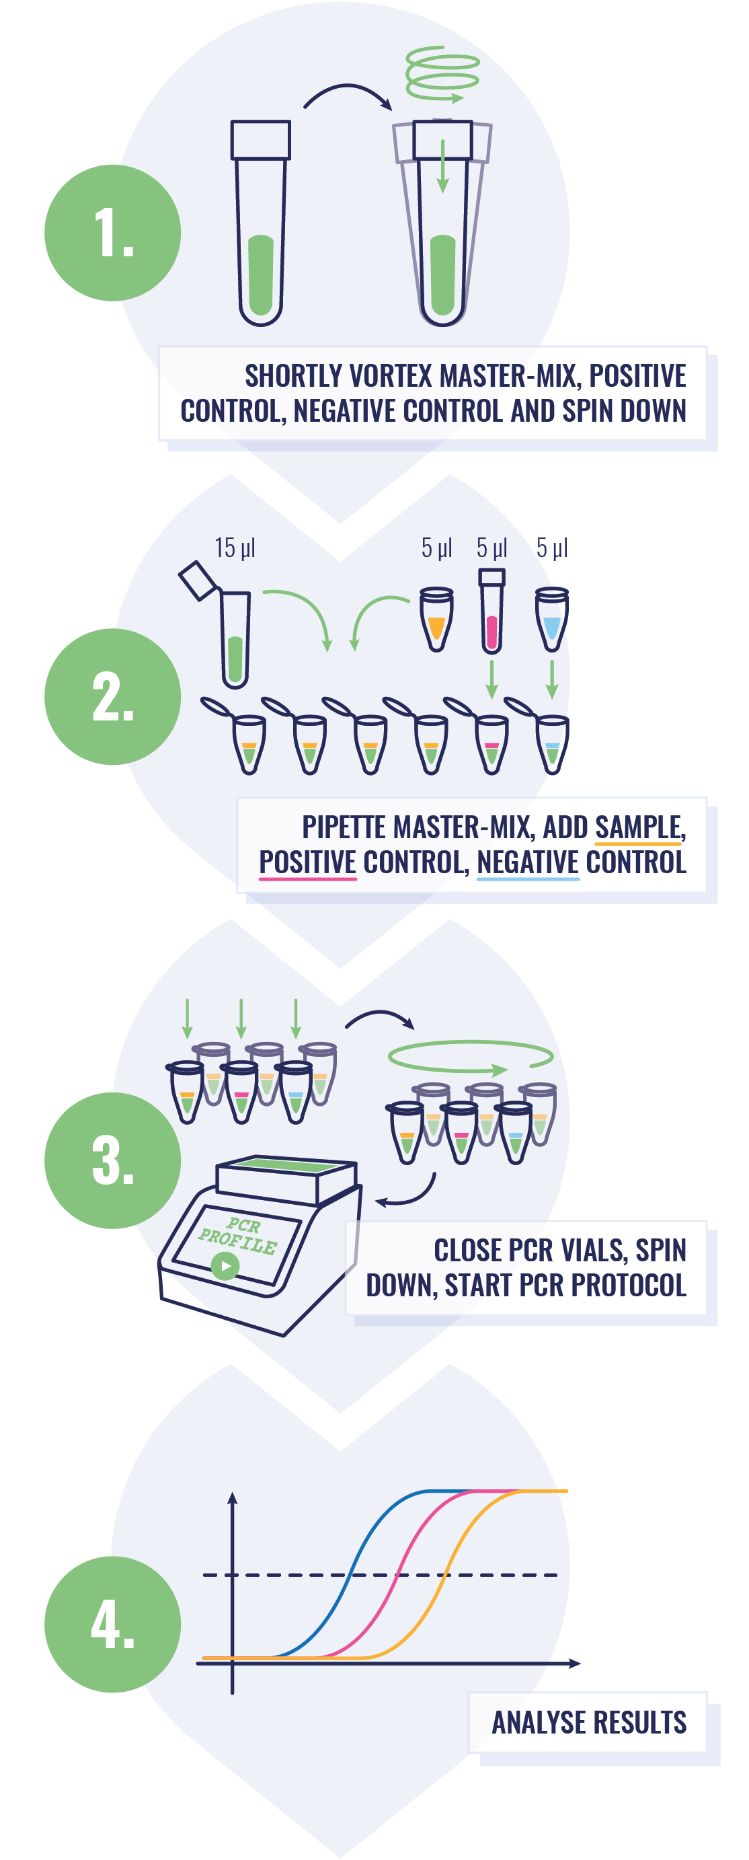 1.
SHORTLY VORTEX MASTER-MIX, POSITIVE
CONTROL, NEGATIVE CONTROL AND SPIN DOWN
15 µl
5 µl
5 µl
5 µl
2.
PIPETTE MASTER-MIX, ADD SAMPLE,
POSITIVE CONTROL, NEGATIVE CONTROL
3.
PCR
PROFILE
CLOSE PCR VIALS, SPIN
DOWN, START PCR PROTOCOL
4.
ANALYSE RESULTS